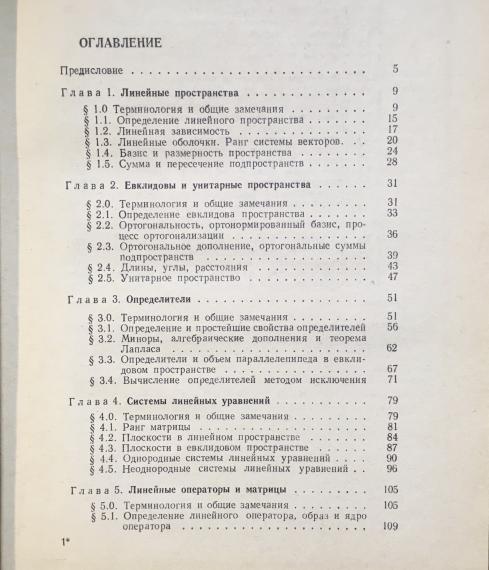 ОГЛАВЛЕНИЕ
Предисловие . . . . . . . . . . . . . . . . . . . . . . . . . . 5
Глава 1. Линейные пространства . . . . . . . . . . . . . . 9
§ 1.0 Терминология и общие замечания . . . . . . . . . 9
§ 1.1. Определение линейного пространства . . . . . . . 15
§ 1.2. Линейная зависимость . . . . . . . . . . . . . . 17
§ 1.3. Линейные оболочки. Ранг системы векторов. . . 20
§ 1.4. Базис и размерность пространства . . . . . . . . 24
§ 1.5. Сумма и пересечение подпространств . . . . . . . 28
Глава 2. Евклидовы и унитарные пространства . . . . . . 31
§ 2.0. Терминология и общие замечания . . . . . . . . 31
§ 2.1. Определение евклидова пространства . . . . . . . 33
§ 2.2. Ортогональность, ортонормированный базис, про-
цесс ортогонализации . . . . . . . . . . . . . 36
§ 2.3. Ортогональное дополнение, ортогональные суммы
подпространств . . . . . . . . . . . . . . . . 39
§ 2.4. Длины, углы, расстояния . . . . . . . . . . . . 43
§ 2.5. Унитарное пространство . . . . . . . . . . . . . 47
Глава 3. Определители . . . . . . . . . . . . . . . . . . . 51
§ 3.0. Терминология и общие замечания . . . . . . . . 51
§ 3.1. Определение и простейшие свойства определителей 56
§ 3.2. Миноры, алгебраические дополнения и теорема
Лапласа . . . . . . . . . . . . . . . . . . . 62
§ 3.3. Определители и объем параллелепипеда в евкли-
довом пространстве . . . . . . . . . . . . . . 67
§ 3.4. Вычисление определителей методом исключения 71
Глава 4. Системы линейных уравнений . . . . . . . . . . 79
§ 4.0. Терминология и общие замечания . . . . . . . . 79
§ 4.1. Ранг матрицы . . . . . . . . . . . . . . . . . 81
§ 4.2. Плоскости в линейном пространстве . . . . . . . 84
§ 4.3. Плоскости в евклидовом пространстве . . . . . . 87
§ 4.4. Однородные системы линейных уравнений . . . . 90
§ 4.5. Неоднородные системы линейных уравнений . . 96
Глава 5. Линейные операторы и матрицы . . . . . . . . . 105
§ 5.0. Терминология и общие замечания . . . . . . . . 105
§ 5.1. Определение линейного оператора, образ и ядро
оператора . . . . . . . . . . . . . . . . . . 109
1*